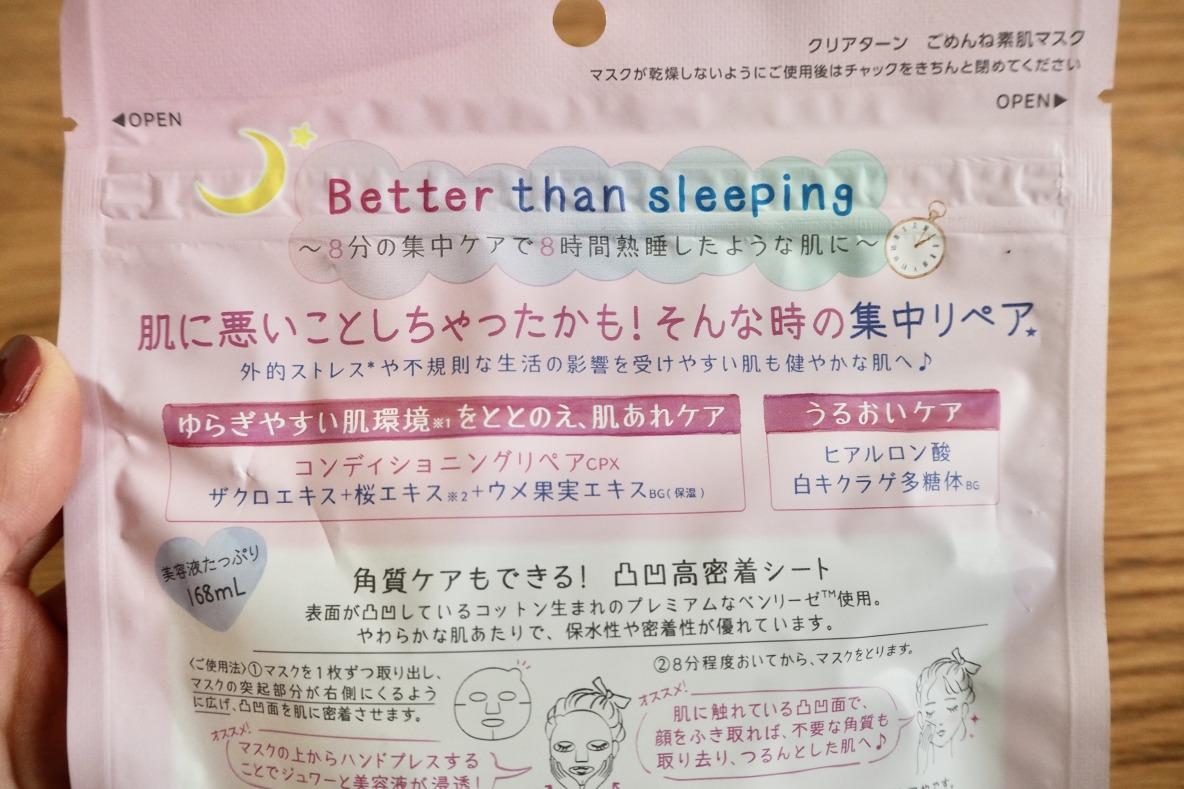 クリアターン ごめんね素肌マスク
マスクが乾燥しないようにご使用後はチャックをきちんと閉めてください
◀OPEN
OPEN▶
Better than sleeping
～8分の集中ケアで8時間熟睡したような肌に～
肌に悪いことしちゃったかも!そんな時の集中リペア★
外的ストレス*や不規則な生活の影響を受けやすい肌も健やかな肌へ♪
ゆらぎやすい肌環境※1をととのえ、肌あれケア
コンディショニングリペアCPX
ザクロエキス+桜エキス※2+ウメ果実エキスBG(保湿)
うるおいケア
ヒアルロン酸
白キクラゲ多糖体BG
美容液たっぷり
168mL
角質ケアもできる! 凸凹高密着シート
表面が凸凹しているコットン生まれのプレミアムなベンリーゼ™使用。
やわらかな肌あたりで、保水性や密着性が優れています。
〈ご使用法〉①マスクを1枚ずつ取り出し、
マスクの突起部分が右側にくるよう
に広げ、凸凹面を肌に密着させます。
オススメ!
マスクの上からハンドプレスする
ことでジュワーと美容液が浸透!
②8分程度おいてから、マスクをとります。
オススメ!
肌に触れている凸凹面で、
顔をふき取れば、不要な角質も
取り去り、つるんとした肌へ♪